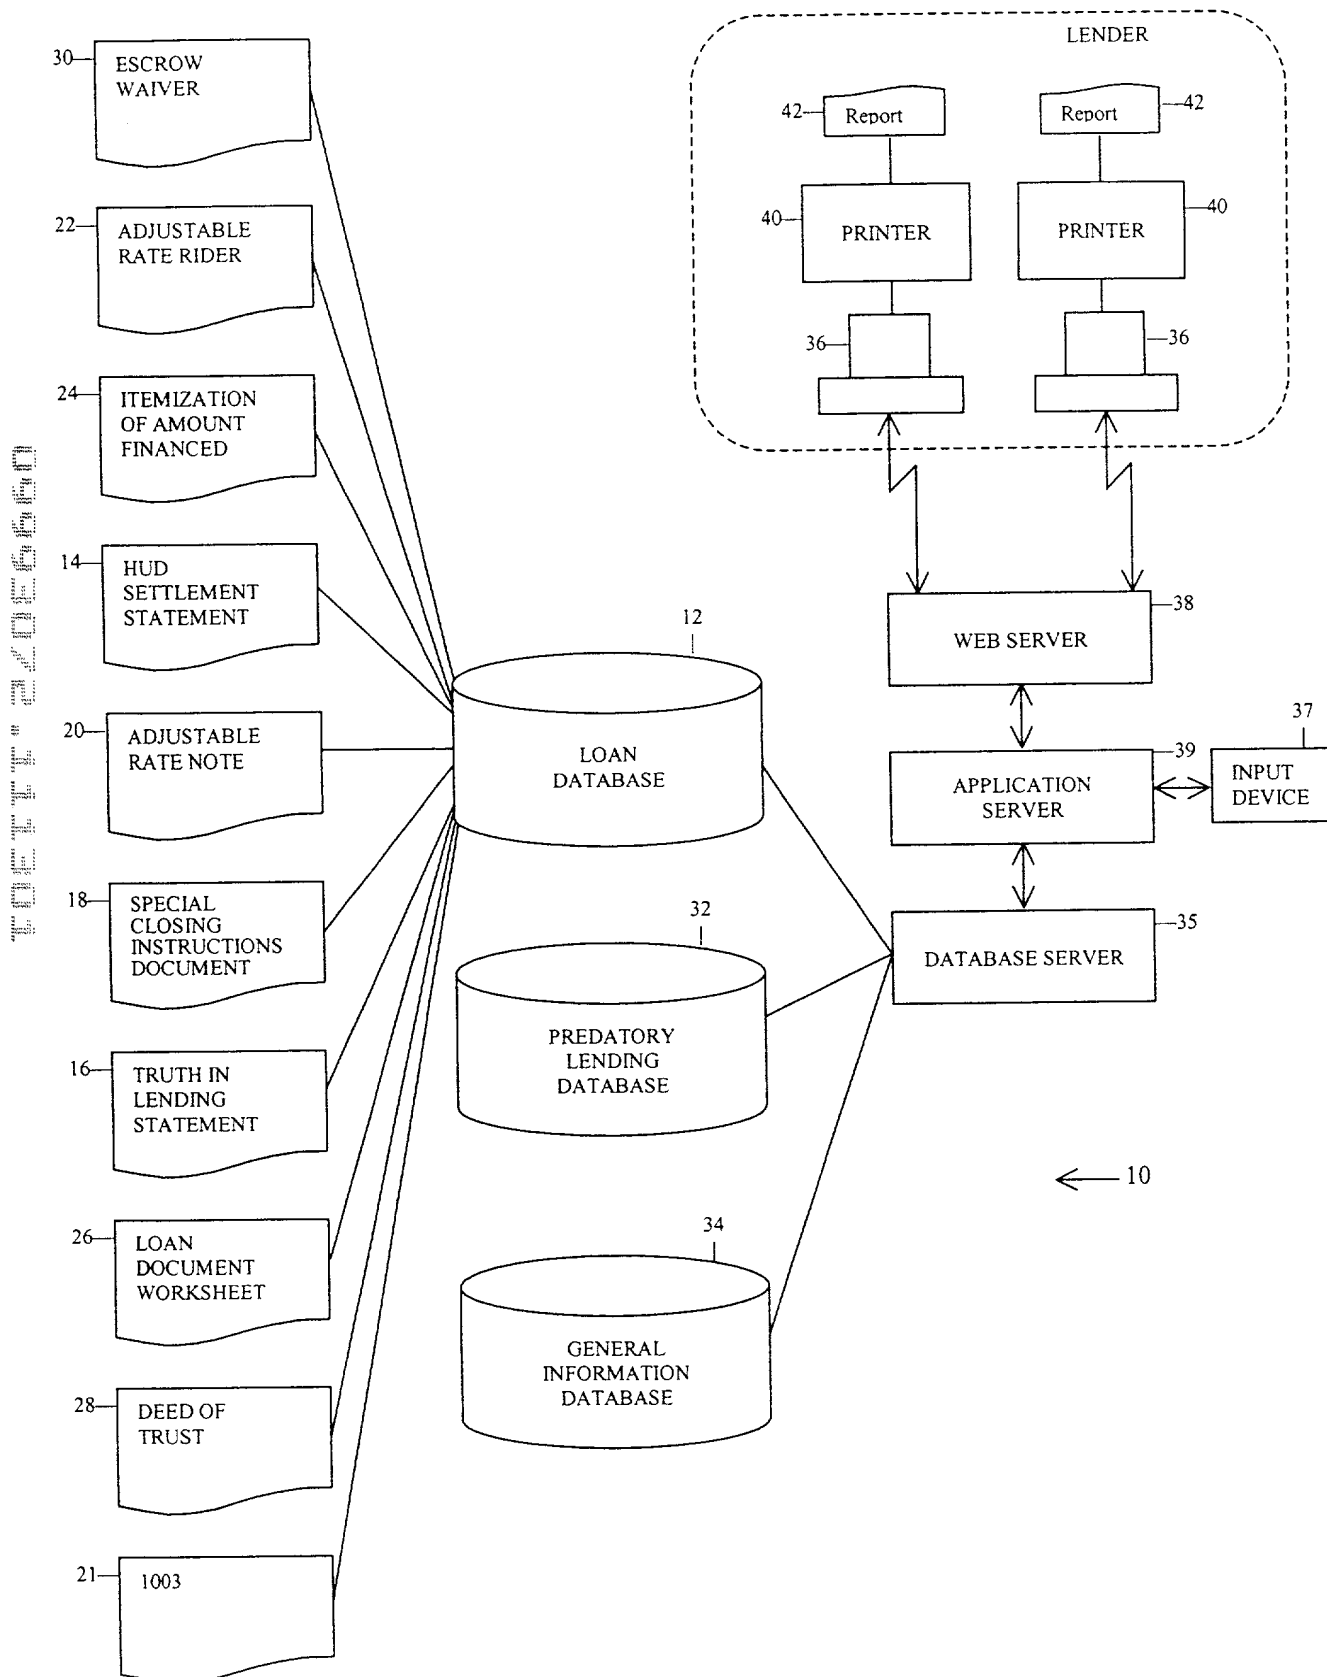 30
ESCROW
WAIVER
22
ADJUSTABLE
RATE RIDER
24
ITEMIZATION
OF AMOUNT
FINANCED
14
HUD
SETTLEMENT
STATEMENT
20
ADJUSTABLE
RATE NOTE
18
SPECIAL
CLOSING
INSTRUCTIONS
DOCUMENT
16
TRUTH IN
LENDING
STATEMENT
26
LOAN
DOCUMENT
WORKSHEET
28
DEED OF
TRUST
21
1003
12
LOAN
DATABASE
32
PREDATORY
LENDING
DATABASE
34
GENERAL
INFORMATION
DATABASE
LENDER
42
Report
42
Report
40
PRINTER
40
PRINTER
36
36
38
WEB SERVER
39
APPLICATION
SERVER
37
INPUT
DEVICE
35
DATABASE SERVER
10